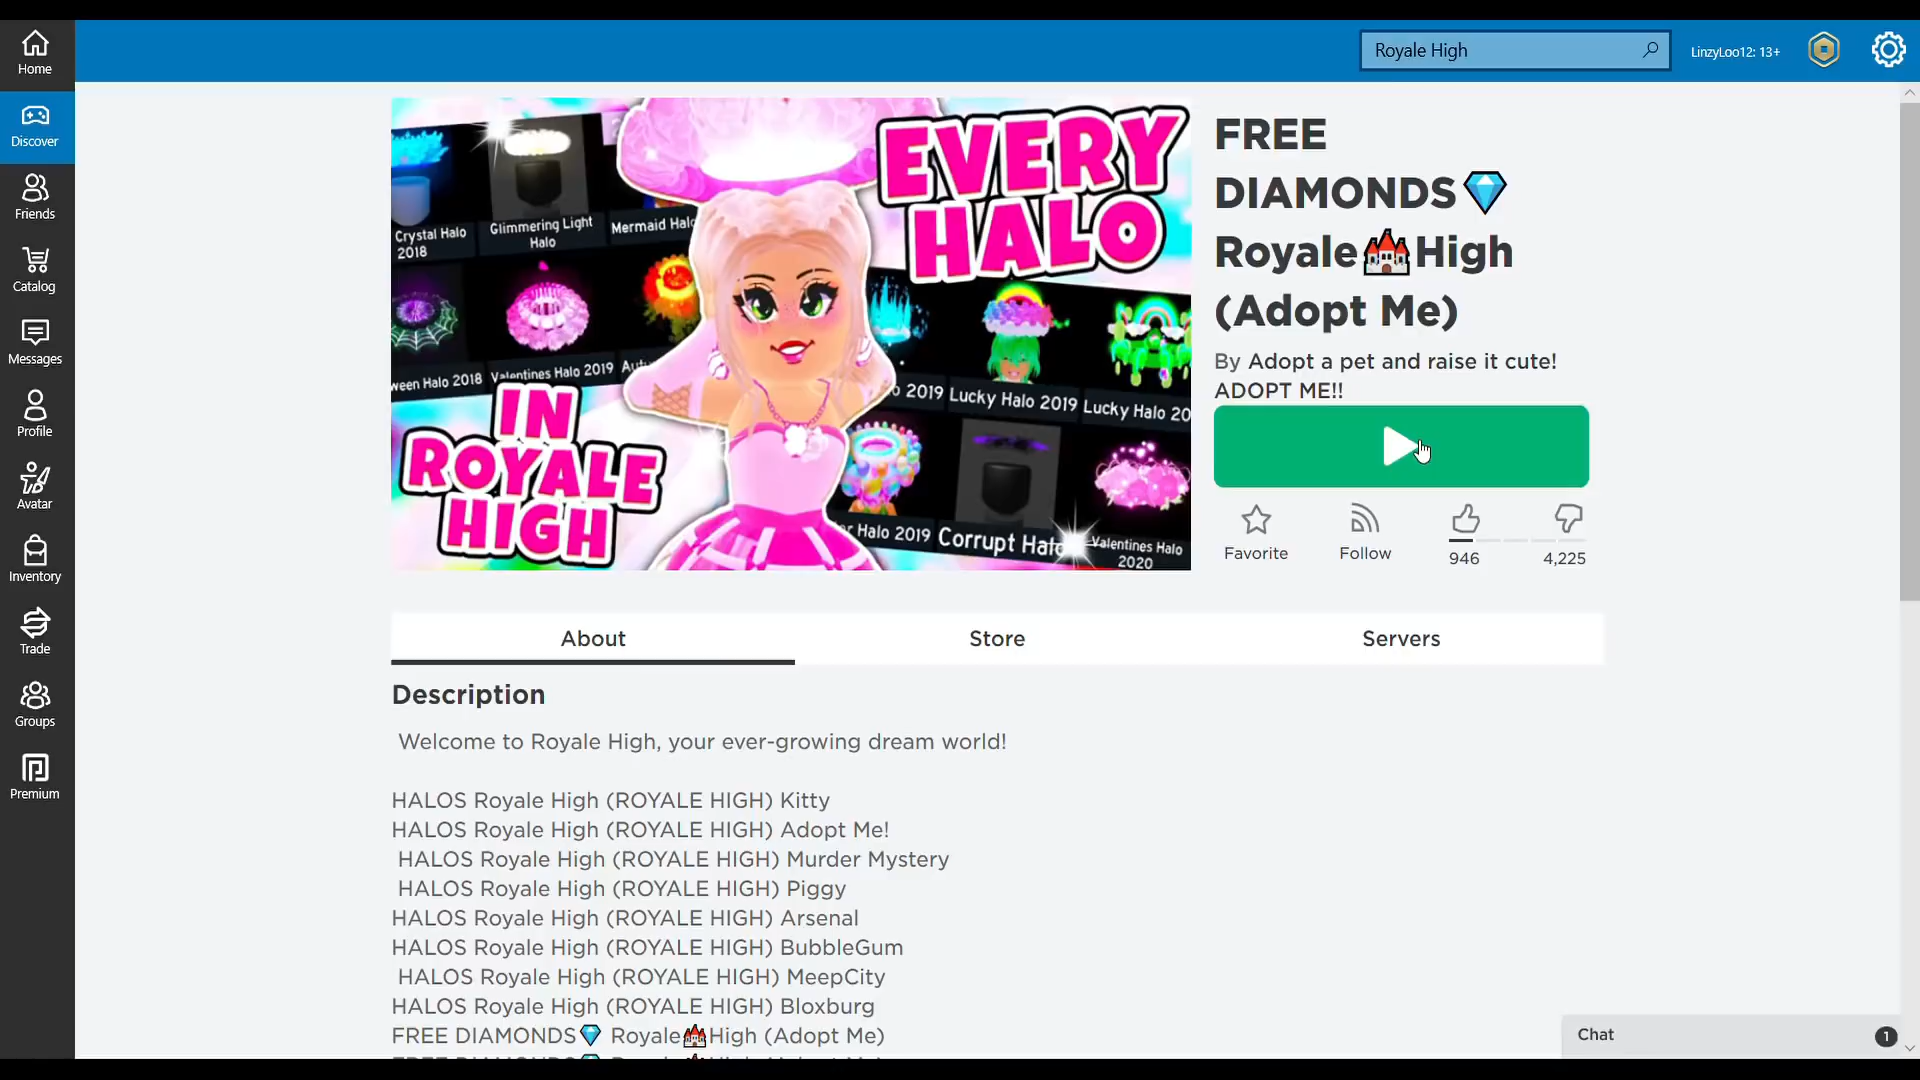 Home
Discover
Friends
Catalog
Messages
Profile
Avatar
Inventory
Trade
Groups
Premium
Royale High
LinzyLoo12: 13+
EVERY
HALO
IN
ROYALE
HIGH
Crystal Halo
2018
Glimmering Light
Halo
Mermaid Halo
ween Halo 2018
Valentines Halo 2019
o 2019
Lucky Halo 2019
Lucky Halo 20
r Halo 2019
Corrupt Halo
Valentines Halo
2020
FREE
DIAMONDS💎
Royale🏰High
(Adopt Me)
By Adopt a pet and raise it cute!
ADOPT ME!!
Favorite
Follow
946
4,225
About
Store
Servers
Description
Welcome to Royale High, your ever-growing dream world!
HALOS Royale High (ROYALE HIGH) Kitty
HALOS Royale High (ROYALE HIGH) Adopt Me!
HALOS Royale High (ROYALE HIGH) Murder Mystery
HALOS Royale High (ROYALE HIGH) Piggy
HALOS Royale High (ROYALE HIGH) Arsenal
HALOS Royale High (ROYALE HIGH) BubbleGum
HALOS Royale High (ROYALE HIGH) MeepCity
HALOS Royale High (ROYALE HIGH) Bloxburg
FREE DIAMONDS💎 Royale🏰High (Adopt Me)
Chat
1